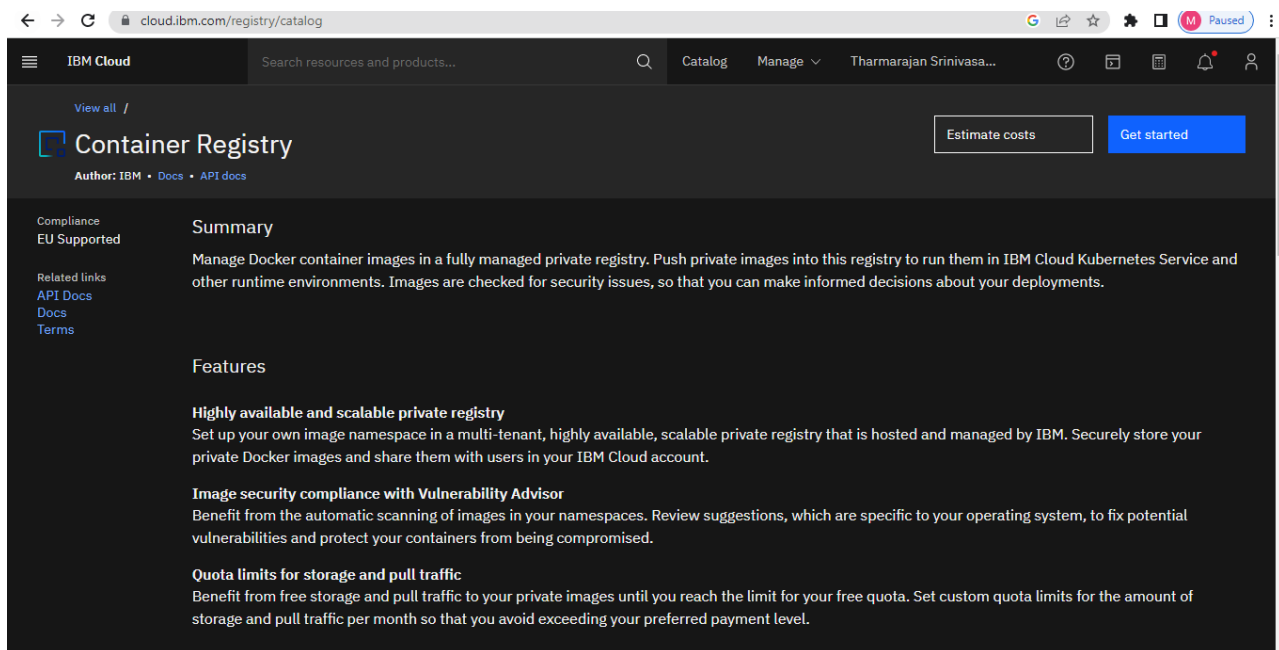 cloud.ibm.com/registry/catalog
G
M Paused
IBM Cloud
Search resources and products...
Catalog
Manage
Tharmarajan Srinivasa...
View all /
Container Registry
Author: IBM • Docs • API docs
Estimate costs
Get started
Compliance
EU Supported
Related links
API Docs
Docs
Terms
Summary
Manage Docker container images in a fully managed private registry. Push private images into this registry to run them in IBM Cloud Kubernetes Service and
other runtime environments. Images are checked for security issues, so that you can make informed decisions about your deployments.
Features
Highly available and scalable private registry
Set up your own image namespace in a multi-tenant, highly available, scalable private registry that is hosted and managed by IBM. Securely store your
private Docker images and share them with users in your IBM Cloud account.
Image security compliance with Vulnerability Advisor
Benefit from the automatic scanning of images in your namespaces. Review suggestions, which are specific to your operating system, to fix potential
vulnerabilities and protect your containers from being compromised.
Quota limits for storage and pull traffic
Benefit from free storage and pull traffic to your private images until you reach the limit for your free quota. Set custom quota limits for the amount of
storage and pull traffic per month so that you avoid exceeding your preferred payment level.